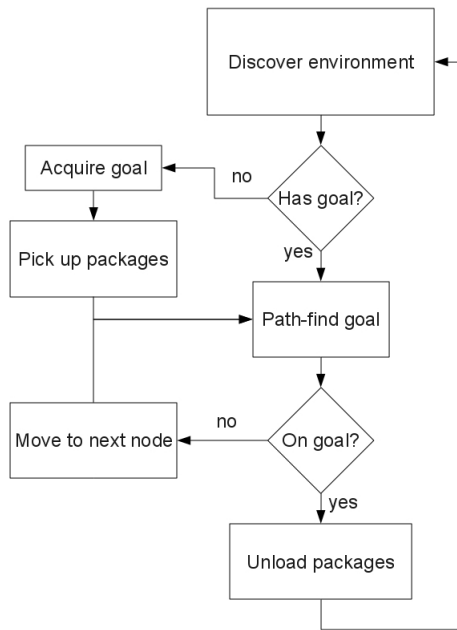 Discover environment
Acquire goal
no
Has goal?
Pick up packages
yes
Path-find goal
no
Move to next node
On goal?
yes
Unload packages